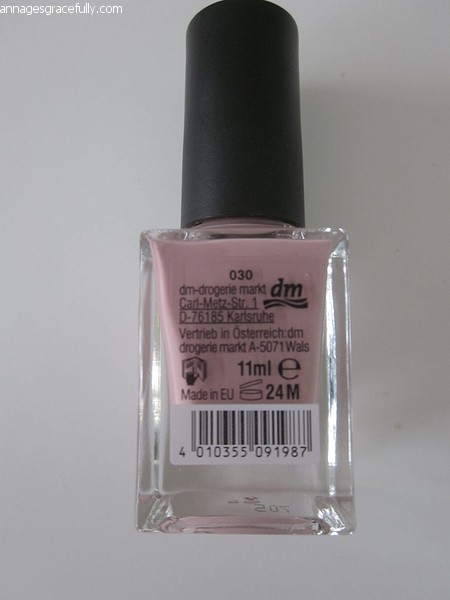 annagesgracefully.com
030
dm-drogerie markt dm
Carl-Metz-Str. 1
D-76185 Karlsruhe
Vertrieb in Österreich:dm
drogerie markt A-5071 Wals
11ml e
Made in EU 24 M
4 010355 091987